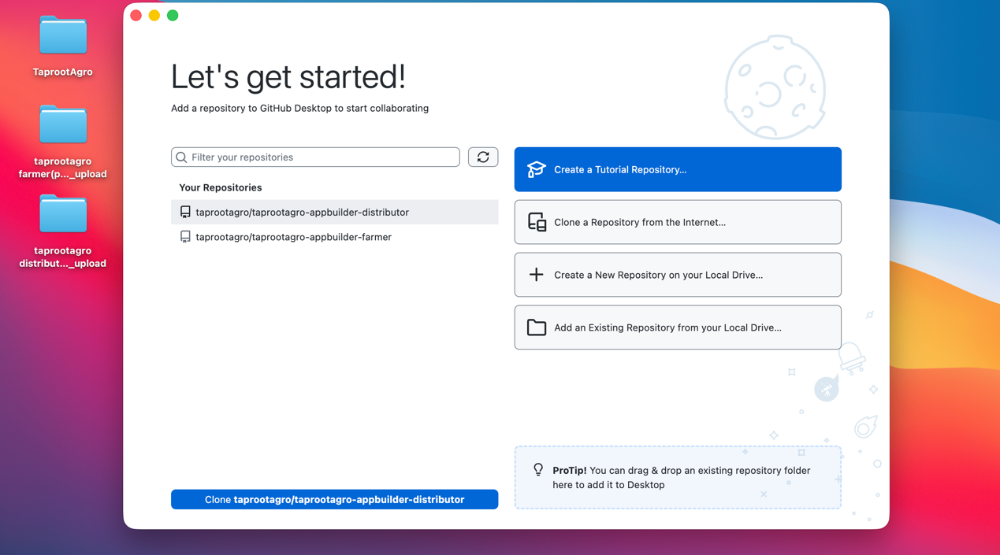 TaprootAgro
taprootagro
farmer(p..._upload
taprootagro
distribut..._upload
Let's get started!
Add a repository to GitHub Desktop to start collaborating
Filter your repositories
Your Repositories
taprootagro/taprootagro-appbuilder-distributor
taprootagro/taprootagro-appbuilder-farmer
Clone taprootagro/taprootagro-appbuilder-distributor
Create a Tutorial Repository...
Clone a Repository from the Internet...
Create a New Repository on your Local Drive...
Add an Existing Repository from your Local Drive...
ProTip! You can drag & drop an existing repository folder
here to add it to Desktop